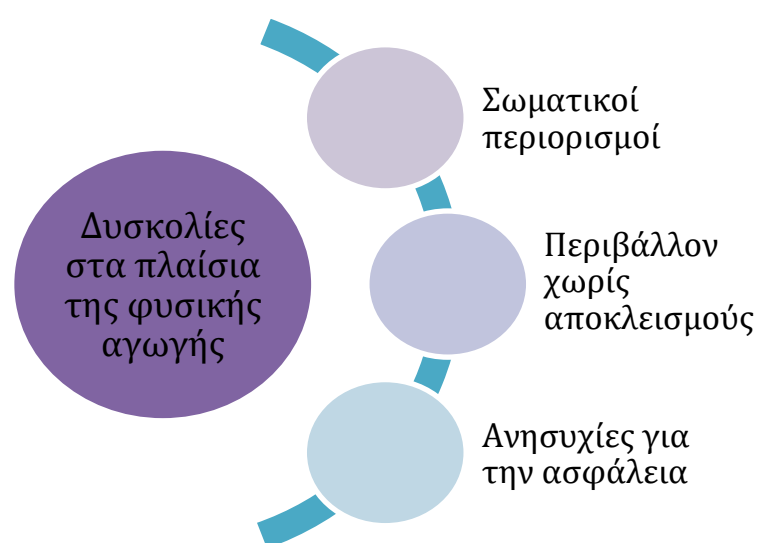 Δυσκολίες
στα πλαίσια
της φυσικής
αγωγής
Σωματικοί
περιορισμοί
Περιβάλλον
χωρίς
αποκλεισμούς
Ανησυχίες για
την ασφάλεια